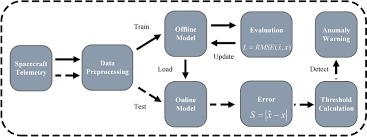 Train
Offline
Model
Evaluation
L = RMSE(x̂, x)
Anomaly
Warning
Update
Spacecraft
Telemetry
Data
Preprocessing
Load
Detect
Test
Online
Model
Error
S = |x̂ − x|
Threshold
Calculation